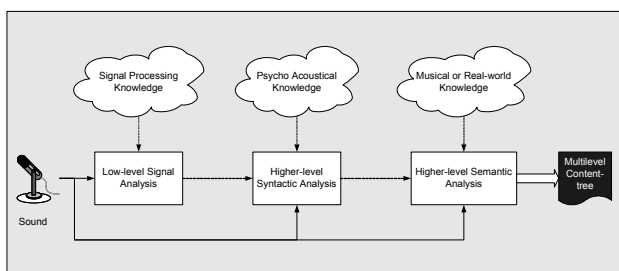 Signal Processing
Knowledge
Psycho Acoustical
Knowledge
Musical or Real-world
Knowledge
Low-level Signal
Analysis
Higher-level
Syntactic Analysis
Higher-level Semantic
Analysis
Multilevel
Content-
tree
Sound